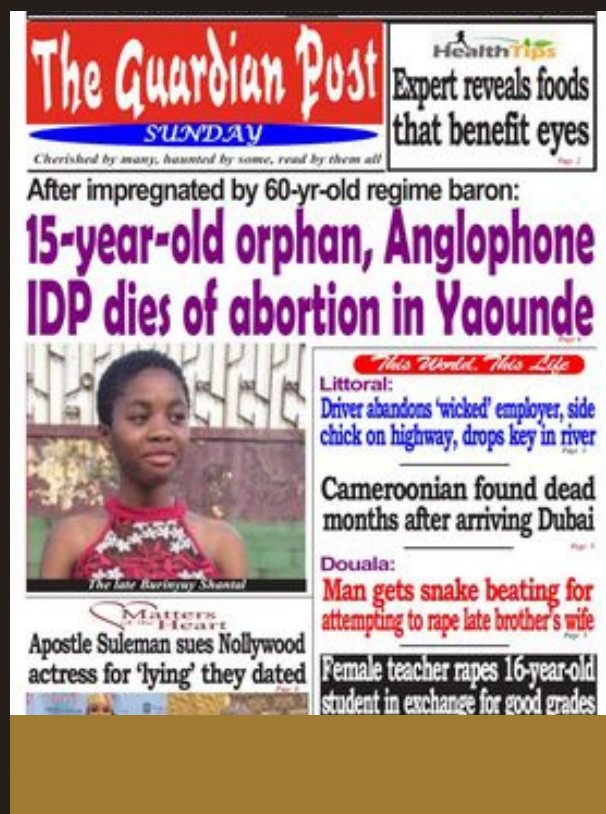 The Guardian Post
SUNDAY
Cherished by many, haunted by some, read by them all
HealthTips
Expert reveals foods
that benefit eyes
Page 2
After impregnated by 60-yr-old regime baron:
15-year-old orphan, Anglophone
IDP dies of abortion in Yaounde
Page 6
The late Burinyuy Shantal
Matters
of the Heart
Apostle Suleman sues Nollywood
actress for 'lying' they dated
This World, This Life
Littoral:
Driver abandons 'wicked' employer, side
chick on highway, drops key in river
Cameroonian found dead
months after arriving Dubai
Douala:
Man gets snake beating for
attempting to rape late brother's wife
Female teacher rapes 16-year-old
student in exchange for good grades